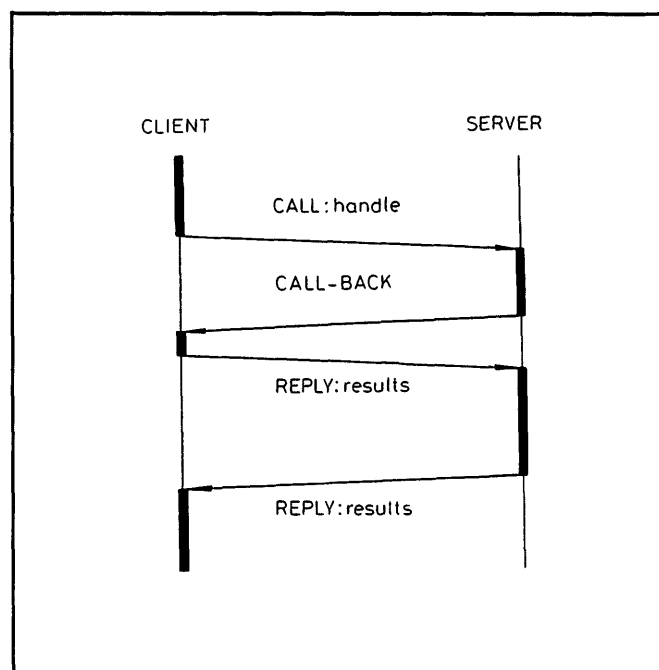 CLIENT
SERVER
CALL:handle
CALL-BACK
REPLY:results
REPLY:results